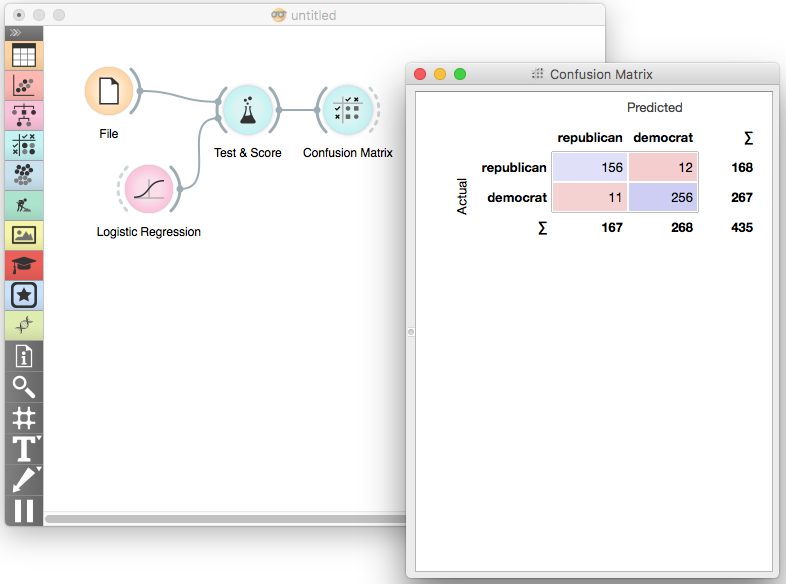 untitled
File
Test & Score
Confusion Matrix
Logistic Regression
T
Confusion Matrix
Predicted
republican democrat ∑
Actual
republican 156 12 168
democrat 11 256 267
∑ 167 268 435